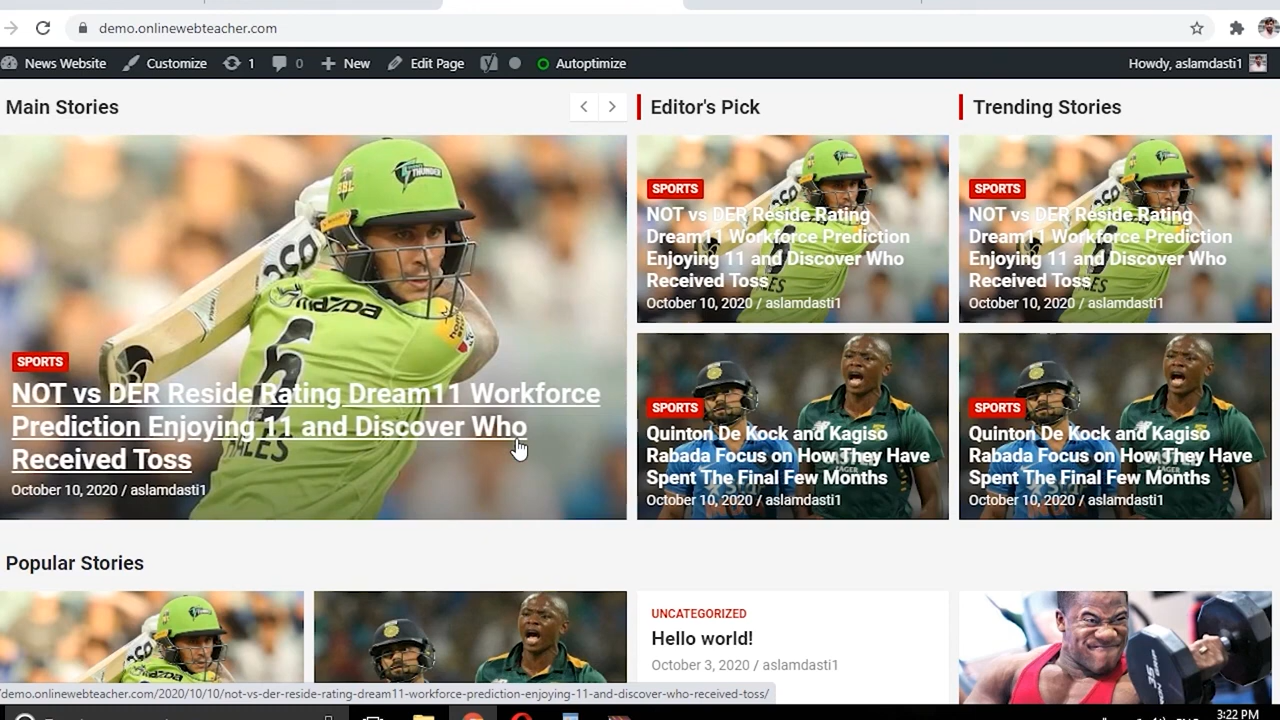 demo.onlinewebteacher.com
News Website Customize 1 0 New Edit Page Autoptimize Howdy, aslamdasti1
Main Stories
SPORTS
NOT vs DER Reside Rating Dream11 Workforce
Prediction Enjoying 11 and Discover Who
Received Toss
October 10, 2020 / aslamdasti1
BBL
THUNDER
mazda
6
HALES
Editor's Pick
SPORTS
NOT vs DER Reside Rating
Dream11 Workforce Prediction
Enjoying 11 and Discover Who
Received Toss
October 10, 2020 / aslamdasti1
SPORTS
Quinton De Kock and Kagiso
Rabada Focus on How They Have
Spent The Final Few Months
October 10, 2020 / aslamdasti1
Trending Stories
SPORTS
NOT vs DER Reside Rating
Dream11 Workforce Prediction
Enjoying 11 and Discover Who
Received Toss
October 10, 2020 / aslamdasti1
SPORTS
Quinton De Kock and Kagiso
Rabada Focus on How They Have
Spent The Final Few Months
October 10, 2020 / aslamdasti1
Popular Stories
UNCATEGORIZED
Hello world!
October 3, 2020 / aslamdasti1
demo.onlinewebteacher.com/2020/10/10/not-vs-der-reside-rating-dream11-workforce-prediction-enjoying-11-and-discover-who-received-toss/
3:22 PM